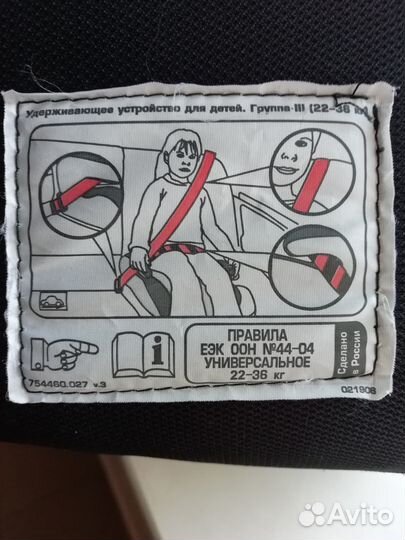 Удерживающее устройство для детей. Группа III (22-36 кг)
i
ПРАВИЛА
ЕЭК ООН №44-04
УНИВЕРСАЛЬНОЕ
22-36 кг
Сделано
в России
754460.027 v.3
021908
Avito